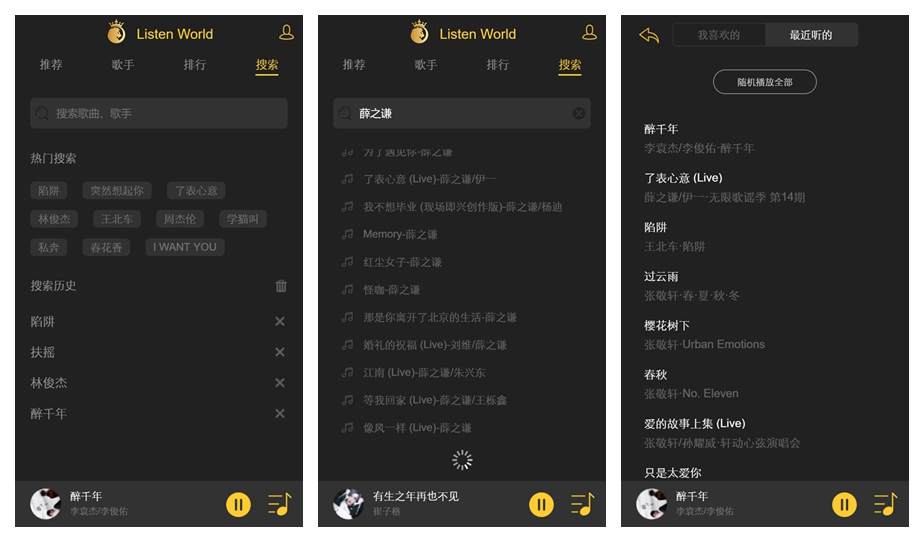 Listen World
推荐 歌手 排行 搜索
搜索歌曲、歌手
热门搜索
陷阱 突然想起你 了表心意
林俊杰 王北车 周杰伦 学猫叫
私奔 春花香 I WANT YOU
搜索历史
陷阱
扶摇
林俊杰
醉千年
醉千年
李袁杰/李俊佑
Listen World
推荐 歌手 排行 搜索
薛之谦
为了遇见你-薛之谦
了表心意 (Live)-薛之谦/伊一
我不想毕业 (现场即兴创作版)-薛之谦/杨迪
Memory-薛之谦
红尘女子-薛之谦
怪咖-薛之谦
那是你离开了北京的生活-薛之谦
婚礼的祝福 (Live)-刘维/薛之谦
江南 (Live)-薛之谦/朱兴东
等我回家 (Live)-薛之谦/王栎鑫
像风一样 (Live)-薛之谦
有生之年再也不见
崔子格
我喜欢的 最近听的
随机播放全部
醉千年
李袁杰/李俊佑·醉千年
了表心意 (Live)
薛之谦/伊一·无限歌谣季 第14期
陷阱
王北车·陷阱
过云雨
张敬轩·春·夏·秋·冬
樱花树下
张敬轩·Urban Emotions
春秋
张敬轩·No. Eleven
爱的故事上集 (Live)
张敬轩/孙耀威·轩动心弦演唱会
只是太爱你
醉千年
李袁杰/李俊佑